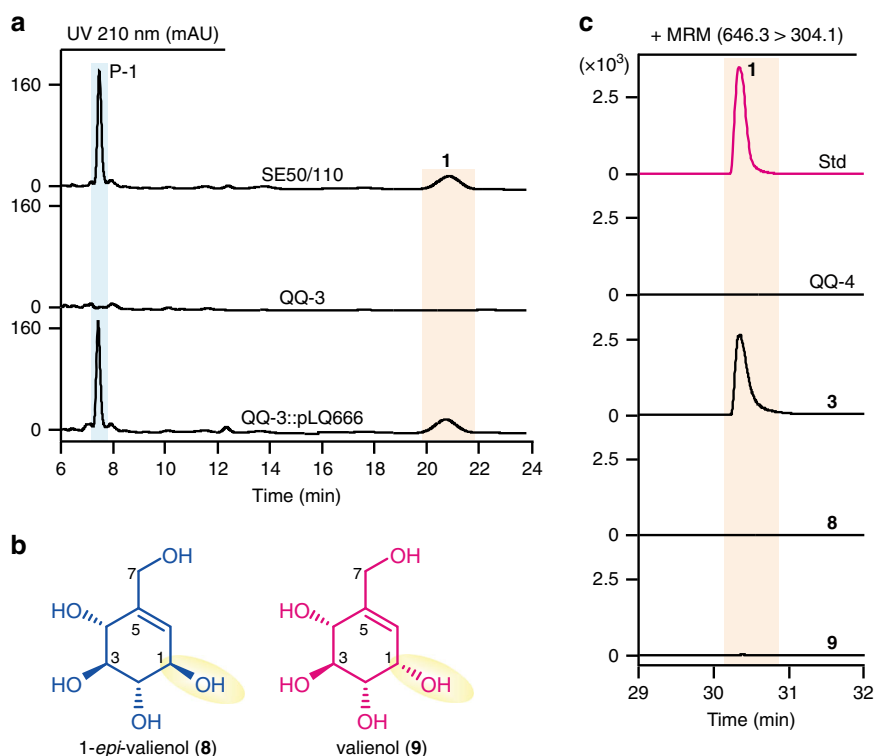 a
UV 210 nm (mAU)
P-1
160
1
SE50/110
0
160
QQ-3
0
160
QQ-3::pLQ666
0
6 8 10 12 14 16 18 20 22 24
Time (min)
b
OH
7
HO
5
3
1
HO
OH
OH
1-epi-valienol (8)
OH
7
HO
5
3
1
HO
OH
OH
valienol (9)
c
+ MRM (646.3 > 304.1)
(×10³)
1
2.5
Std
0
2.5
QQ-4
0
2.5
3
0
2.5
8
0
2.5
9
0
29 30 31 32
Time (min)